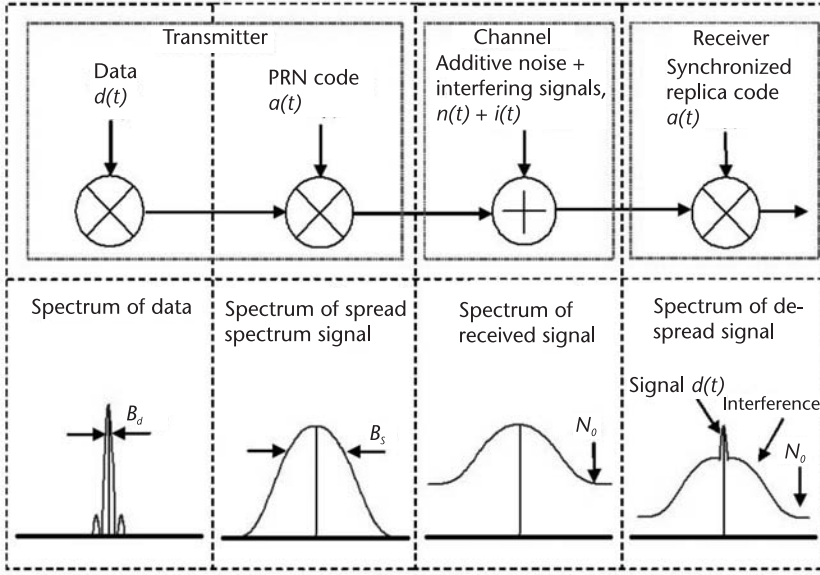 Transmitter
Data
d(t)
PRN code
a(t)
Channel
Additive noise +
interfering signals,
n(t) + i(t)
Receiver
Synchronized
replica code
a(t)
Spectrum of data
B_d
Spectrum of spread
spectrum signal
B_s
Spectrum of
received signal
N_0
Spectrum of de-
spread signal
Signal d(t)
Interference
N_0